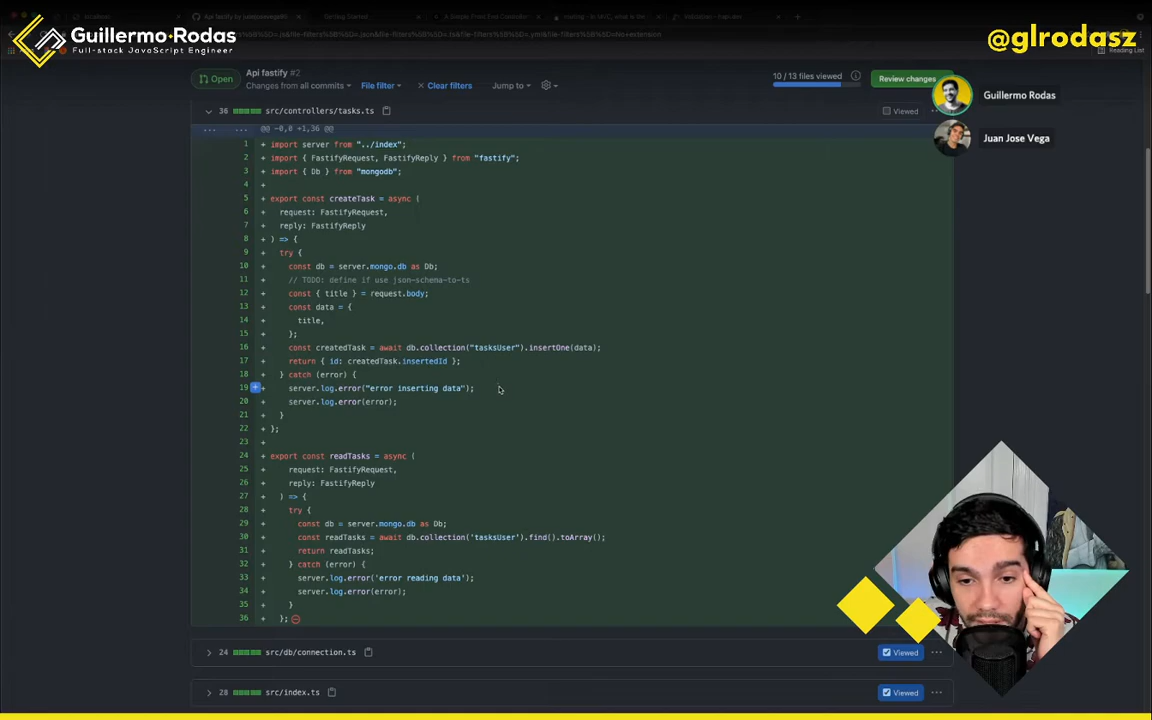 Api fastify by juanjosevega06
Getting Started
Guillermo·Rodas
Full-stack JavaScript Engineer
@glrodasz
Reading List
Open
Api fastify #2
Changes from all commits
File filter
Clear filters
Jump to
10 / 13 files viewed
Review changes
Guillermo Rodas
Juan Jose Vega
36 src/controllers/tasks.ts
Viewed
... ... @@ -0,0 +1,36 @@
1 + import server from "../index";
2 + import { FastifyRequest, FastifyReply } from "fastify";
3 + import { Db } from "mongodb";
4 +
5 + export const createTask = async (
6 + request: FastifyRequest,
7 + reply: FastifyReply
8 + ) => {
9 + try {
10 + const db = server.mongo.db as Db;
11 + // TODO: define if use json-schema-to-ts
12 + const { title } = request.body;
13 + const data = {
14 + title,
15 + };
16 + const createdTask = await db.collection("tasksUser").insertOne(data);
17 + return { id: createdTask.insertedId };
18 + } catch (error) {
19 + server.log.error("error inserting data");
20 + server.log.error(error);
21 + }
22 + };
23 +
24 + export const readTasks = async (
25 + request: FastifyRequest,
26 + reply: FastifyReply
27 + ) => {
28 + try {
29 + const db = server.mongo.db as Db;
30 + const readTasks = await db.collection('tasksUser').find().toArray();
31 + return readTasks;
32 + } catch (error) {
33 + server.log.error('error reading data');
34 + server.log.error(error);
35 + }
36 + };
24 src/db/connection.ts
Viewed
28 src/index.ts
Viewed